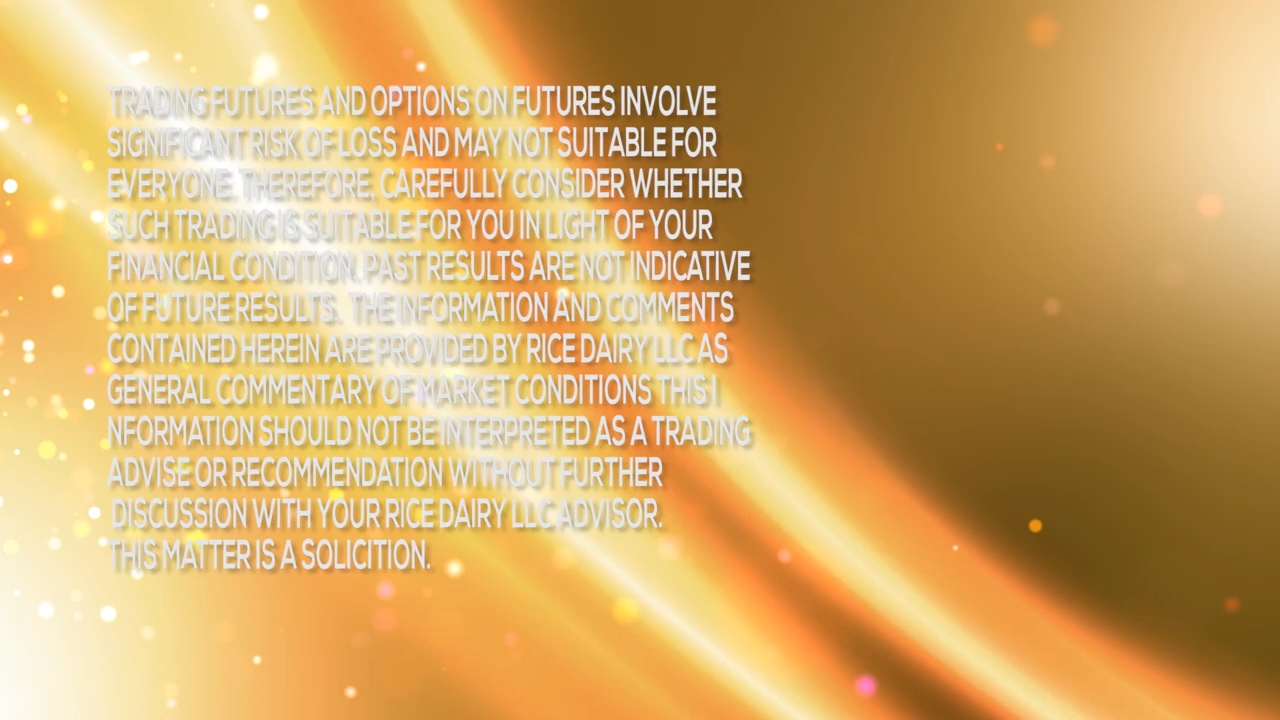 TRADING FUTURES AND OPTIONS ON FUTURES INVOLVE
SIGNIFICANT RISK OF LOSS AND MAY NOT SUITABLE FOR
EVERYONE. THEREFORE, CAREFULLY CONSIDER WHETHER
SUCH TRADING IS SUITABLE FOR YOU IN LIGHT OF YOUR
FINANCIAL CONDITION. PAST RESULTS ARE NOT INDICATIVE
OF FUTURE RESULTS. THE INFORMATION AND COMMENTS
CONTAINED HEREIN ARE PROVIDED BY RICE DAIRY LLC AS
GENERAL COMMENTARY OF MARKET CONDITIONS THIS I
NFORMATION SHOULD NOT BE INTERPRETED AS A TRADING
ADVISE OR RECOMMENDATION WITHOUT FURTHER
DISCUSSION WITH YOUR RICE DAIRY LLC ADVISOR.
THIS MATTER IS A SOLICITION.